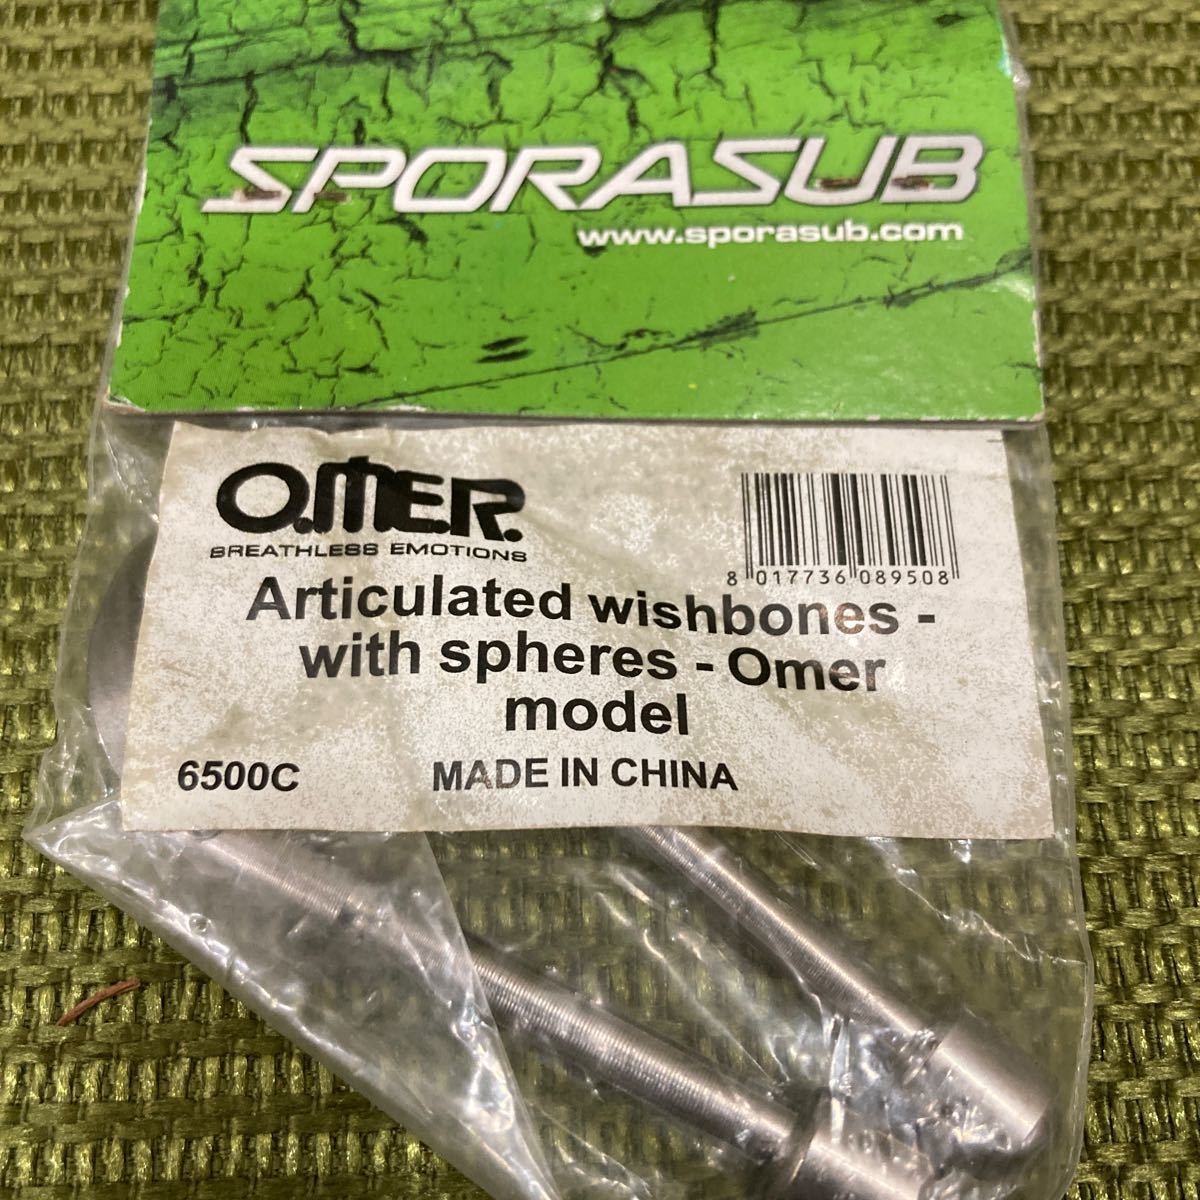 SPORASUB
www.sporasub.com
O.MER.
BREATHLESS EMOTIONS
8 017736 089508
Articulated wishbones -
with spheres - Omer
model
6500C MADE IN CHINA